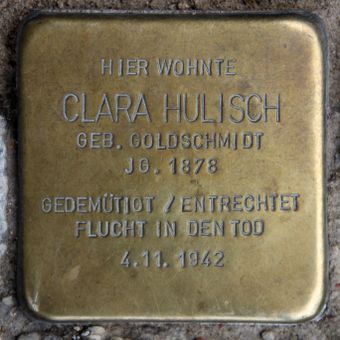 HIER WOHNTE
CLARA HULISCH
GEB. GOLDSCHMIDT
JG. 1878
GEDEMÜTIGT / ENTRECHTET
FLUCHT IN DEN TOD
4.11. 1942